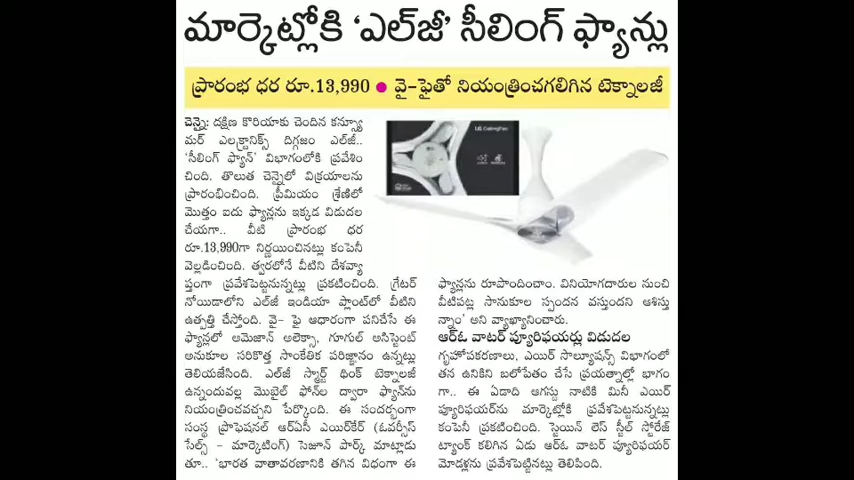 మార్కెట్లోకి ‘ఎల్‌జీ’ సీలింగ్ ఫ్యాన్లు
ప్రారంభ ధర రూ.13,990 ● వై-ఫైతో నియంత్రించగలిగిన టెక్నాలజీ
చెన్నై: దక్షిణ కొరియాకు చెందిన కన్స్యూ
మర్ ఎలక్ట్రానిక్స్ దిగ్గజం ఎల్‌జీ..
‘సీలింగ్ ఫ్యాన్’ విభాగంలోకి ప్రవేశిం
చింది. తొలుత చెన్నైలో విక్రయాలను
ప్రారంభించింది. ప్రీమియం శ్రేణిలో
మొత్తం ఐదు ఫ్యాన్లను ఇక్కడ విడుదల
చేయగా.. వీటి ప్రారంభ ధర
రూ.13,990గా నిర్ణయించినట్లు కంపెనీ
వెల్లడించింది. త్వరలోనే వీటిని దేశవ్యా
ప్తంగా ప్రవేశపెట్టనున్నట్లు ప్రకటించింది. గ్రేటర్
నోయిడాలోని ఎల్‌జీ ఇండియా ప్లాంట్‌లో వీటిని
ఉత్పత్తి చేస్తోంది. వై- ఫై ఆధారంగా పనిచేసే ఈ
ఫ్యాన్లలో అమెజాన్ అలెక్సా, గూగుల్ అసిస్టెంట్
అనుకూల సరికొత్త సాంకేతిక పరిజ్ఞానం ఉన్నట్లు
తెలియజేసింది. ఎల్‌జీ స్మార్ట్ థింక్ టెక్నాలజీ
ఉన్నందువల్ల మొబైల్ ఫోన్‌ల ద్వారా ఫ్యాన్‌ను
నియంత్రించవచ్చని పేర్కొంది. ఈ సందర్భంగా
సంస్థ ప్రొఫెషనల్ ఆర్‌ఏసీ ఎయిర్‌కేర్ (ఓవర్సీస్
సేల్స్ - మార్కెటింగ్) సెజూన్ పార్క్ మాట్లాడు
తూ.. ‘భారత వాతావరణానికి తగిన విధంగా ఈ
LG CeilingFan
ఫ్యాన్లను రూపొందించాం. వినియోగదారుల నుంచి
వీటిపట్ల సానుకూల స్పందన వస్తుందని ఆశిస్తు
న్నాం’ అని వ్యాఖ్యానించారు.
ఆర్ఓ వాటర్ ప్యూరిఫయర్లు విడుదల
గృహోపకరణాలు, ఎయిర్ సొల్యూషన్స్ విభాగంలో
తన ఉనికిని బలోపేతం చేసే ప్రయత్నాల్లో భాగం
గా.. ఈ ఏడాది ఆగస్టు నాటికి మినీ ఎయిర్
ప్యూరిఫయర్‌ను మార్కెట్లోకి ప్రవేశపెట్టనున్నట్లు
కంపెనీ ప్రకటించింది. స్టెయిన్ లెస్ స్టీల్ స్టోరేజ్
ట్యాంక్ కలిగిన ఏడు ఆర్ఓ వాటర్ ప్యూరిఫయర్
మోడళ్లను ప్రవేశపెట్టినట్లు తెలిపింది.